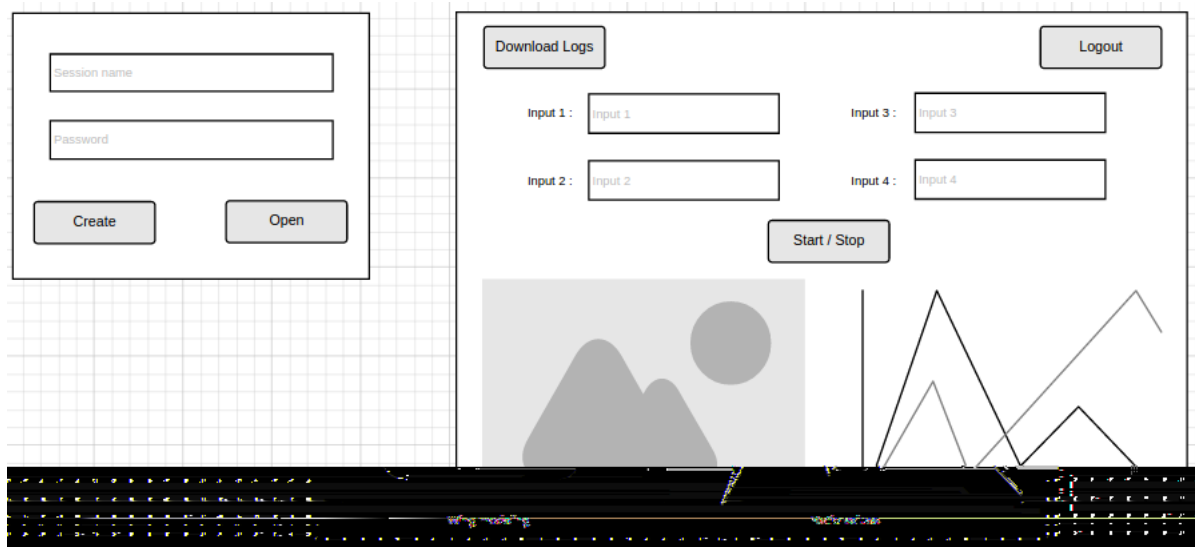 Session name
Password
Create
Open
Download Logs
Logout
Input 1 :
Input 1
Input 3 :
Input 3
Input 2 :
Input 2
Input 4 :
Input 4
Start / Stop